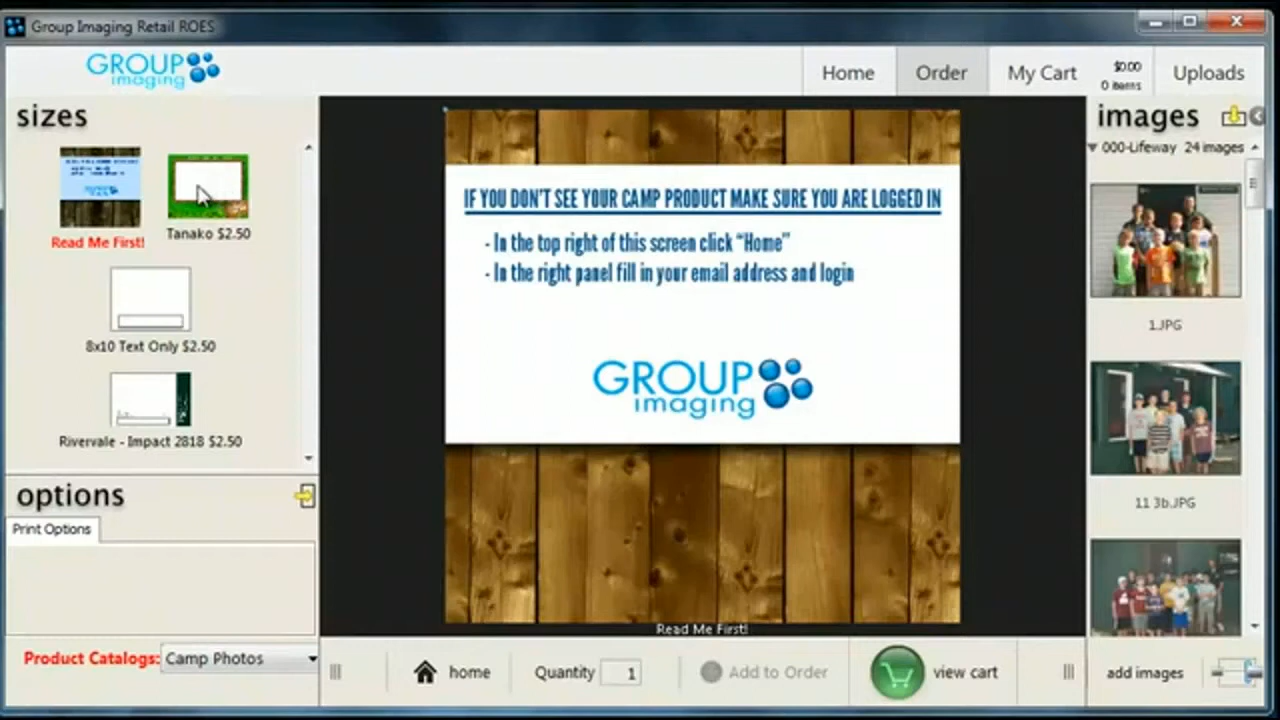 Group Imaging Retail ROES
GROUP
imaging
Home
Order
My Cart
$0.00
0 items
Uploads
sizes
Read Me First!
Tanako $2.50
8x10 Text Only $2.50
Rivervale - Impact 2818 $2.50
options
Print Options
Product Catalogs:
Camp Photos
IF YOU DON'T SEE YOUR CAMP PRODUCT MAKE SURE YOU ARE LOGGED IN
- In the top right of this screen click “Home”
- In the right panel fill in your email address and login
GROUP
imaging
Read Me First!
home
Quantity
1
Add to Order
view cart
images
000-Lifeway 24 images
1.JPG
11 3b.JPG
add images